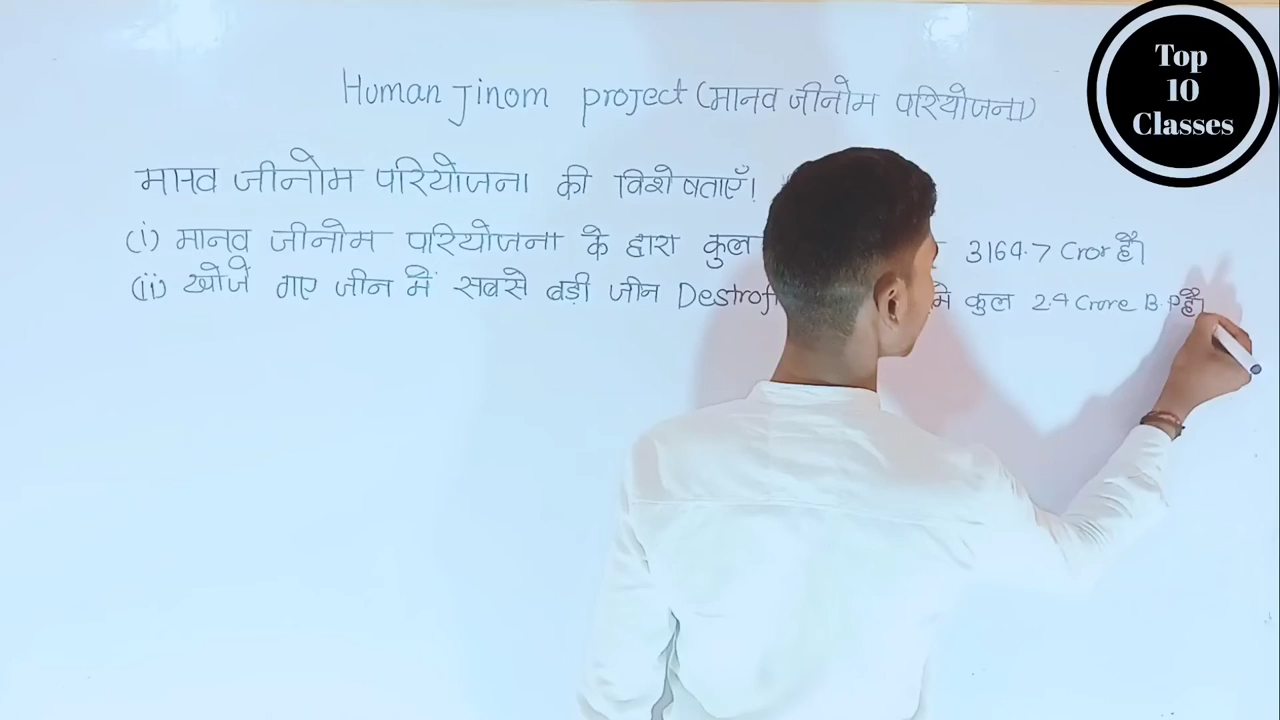 Human Jinom project (मानव जीनोम परियोजना)
मानव जीनोम परियोजना की विशेषताएँ।
(i) मानव जीनोम परियोजना के द्वारा कुल 3164.7 Cror है।
(ii) खोजें गए जीन में सबसे बड़ी जीन Destrofi मे कुल 2.4 Crore B.P है।
Top
10
Classes